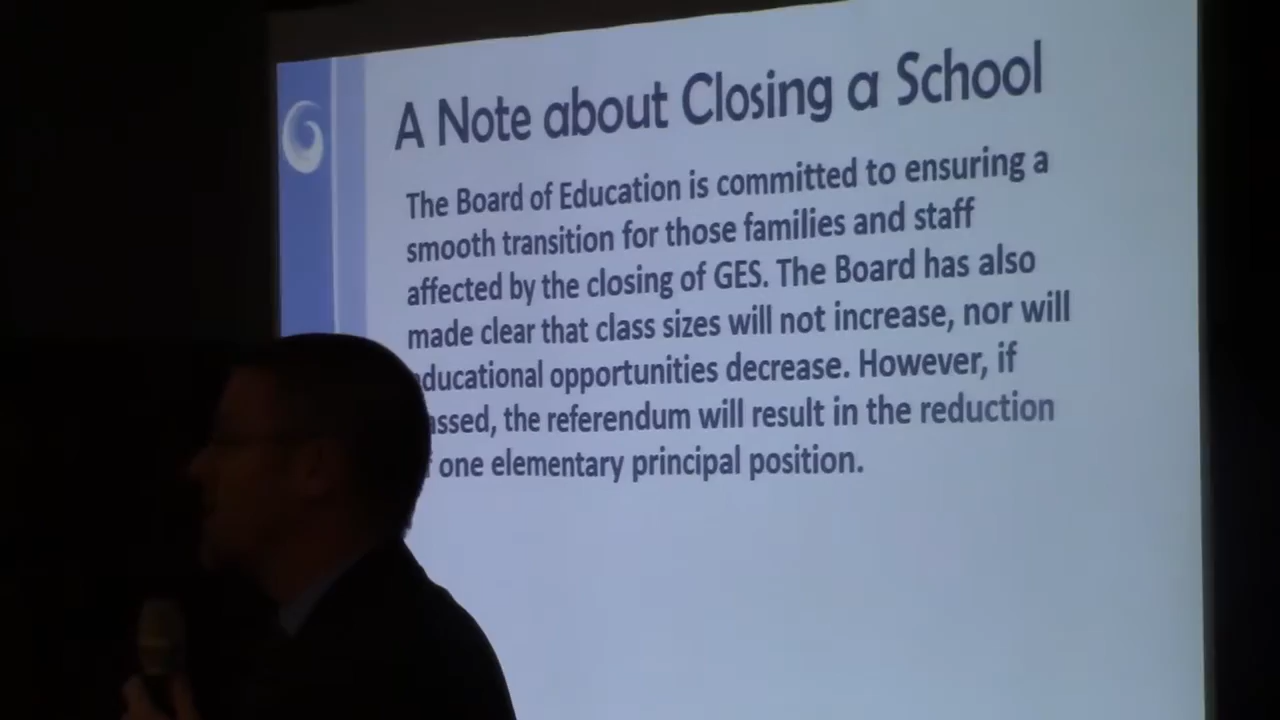 A Note about Closing a School
The Board of Education is committed to ensuring a
smooth transition for those families and staff
affected by the closing of GES. The Board has also
made clear that class sizes will not increase, nor will
educational opportunities decrease. However, if
assed, the referendum will result in the reduction
one elementary principal position.